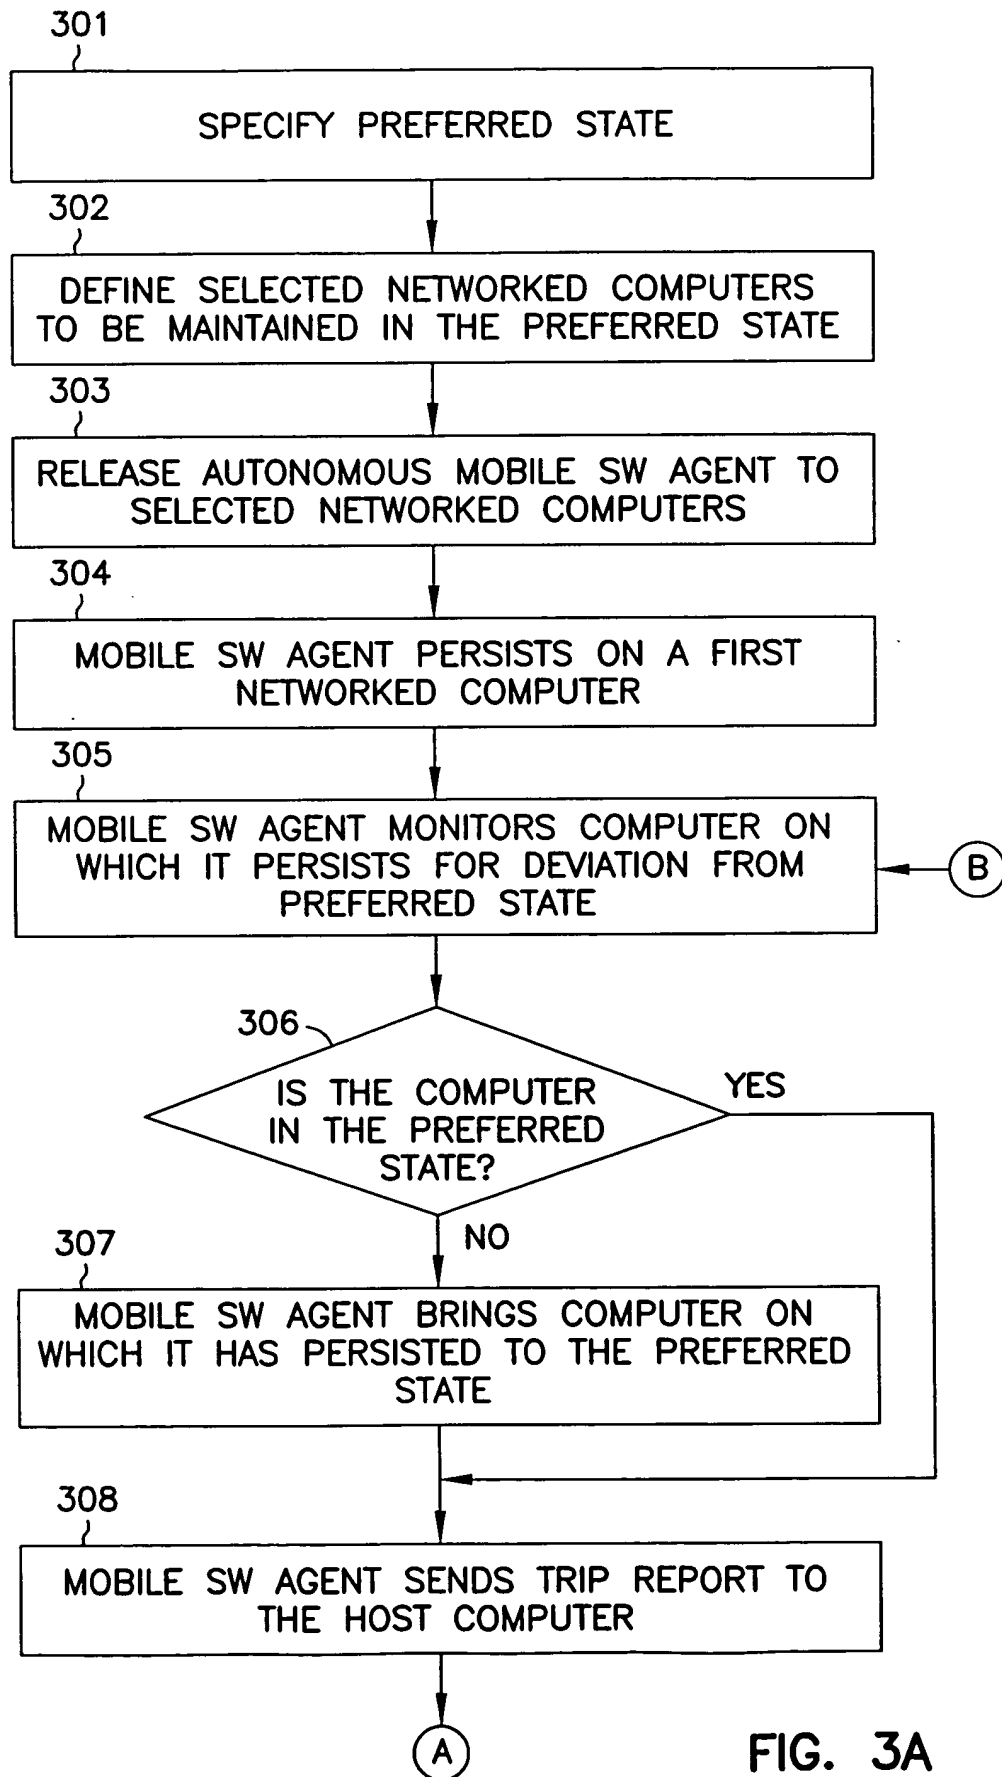 301
SPECIFY PREFERRED STATE
302
DEFINE SELECTED NETWORKED COMPUTERS
TO BE MAINTAINED IN THE PREFERRED STATE
303
RELEASE AUTONOMOUS MOBILE SW AGENT TO
SELECTED NETWORKED COMPUTERS
304
MOBILE SW AGENT PERSISTS ON A FIRST
NETWORKED COMPUTER
305
MOBILE SW AGENT MONITORS COMPUTER ON
WHICH IT PERSISTS FOR DEVIATION FROM
PREFERRED STATE
B
306
IS THE COMPUTER
IN THE PREFERRED
STATE?
YES
NO
307
MOBILE SW AGENT BRINGS COMPUTER ON
WHICH IT HAS PERSISTED TO THE PREFERRED
STATE
308
MOBILE SW AGENT SENDS TRIP REPORT TO
THE HOST COMPUTER
A
FIG. 3A